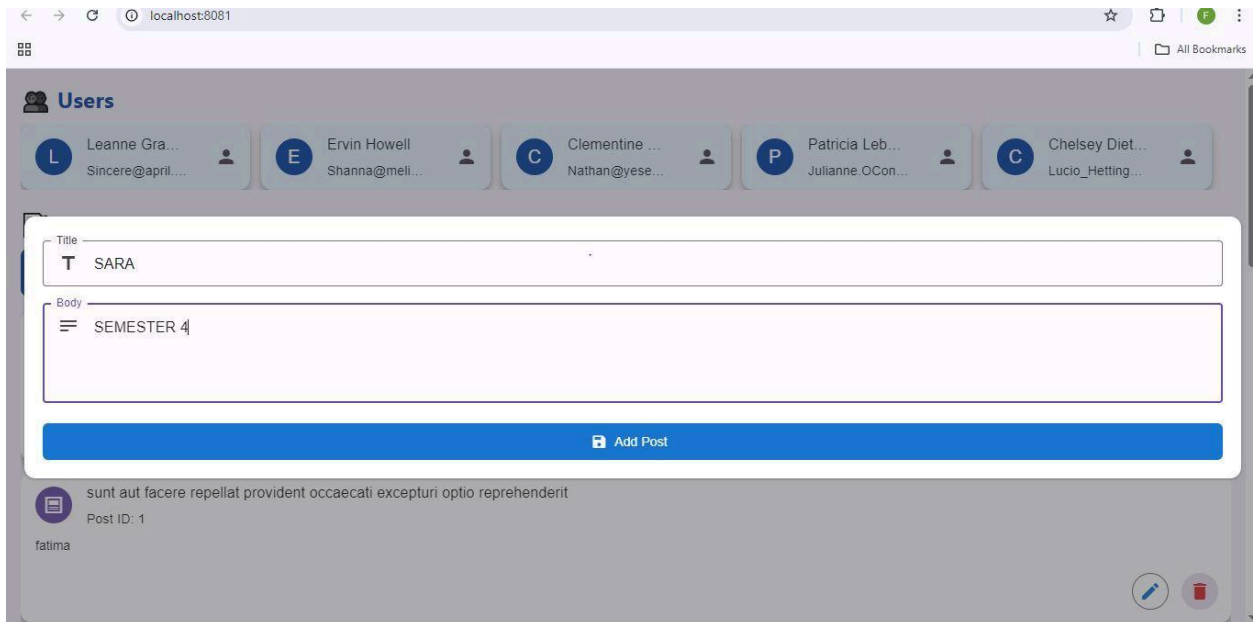 localhost:8081
F
All Bookmarks
Users
L
Leanne Gra...
Sincere@april....
E
Ervin Howell
Shanna@meli...
C
Clementine ...
Nathan@yese...
P
Patricia Leb...
Julianne.OCon...
C
Chelsey Diet...
Lucio_Hetting...
Title
T SARA
Body
SEMESTER 4
Add Post
sunt aut facere repellat provident occaecati excepturi optio reprehenderit
Post ID: 1
fatima